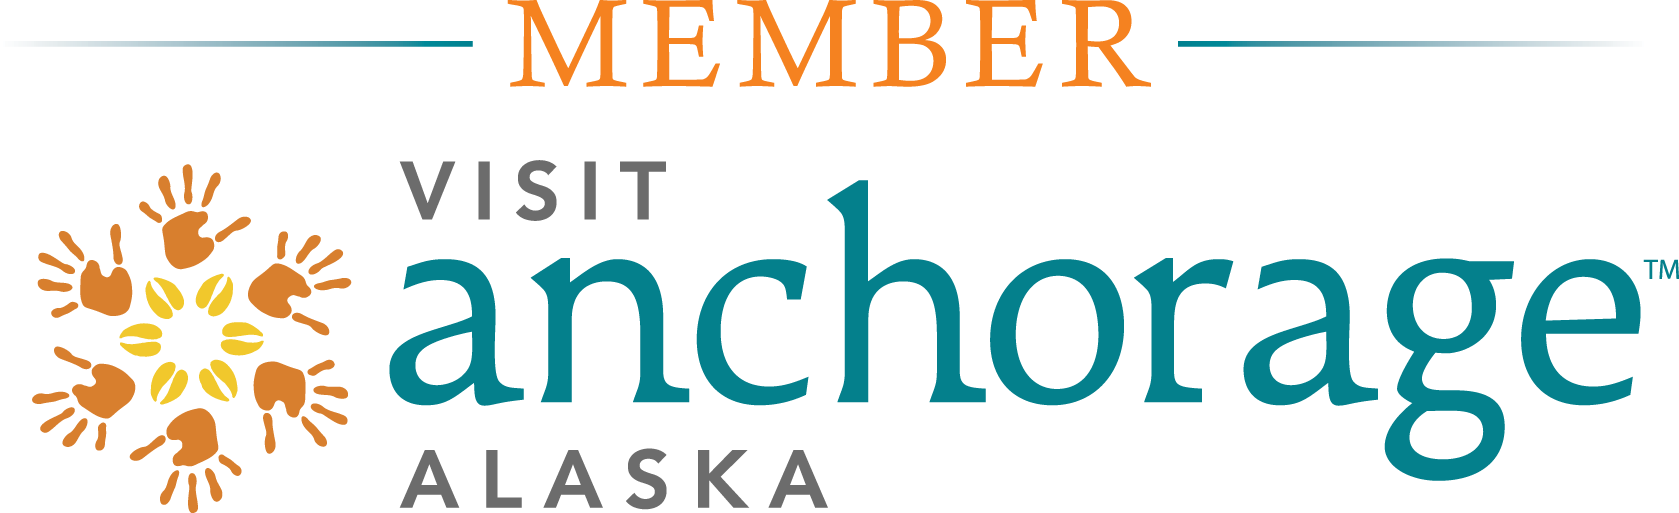 MEMBER
VISIT
anchorage™
ALASKA